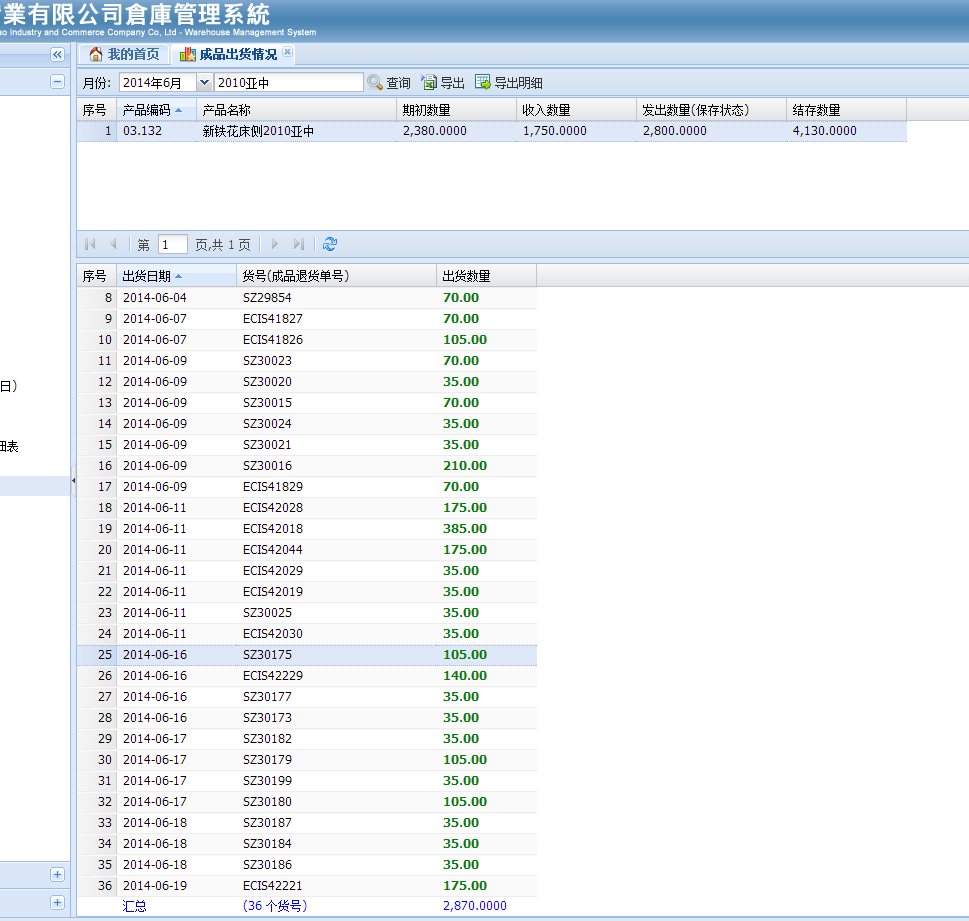 業有限公司倉庫管理系統
ao Industry and Commerce Company Co, Ltd - Warehouse Management System
我的首页 成品出货情况
月份: 2014年6月 2010亚中 查询 导出 导出明细
序号 产品编码 产品名称 期初数量 收入数量 发出数量(保存状态) 结存数量
1 03.132 新铁花床侧2010亚中 2,380.0000 1,750.0000 2,800.0000 4,130.0000
第 1 页,共 1 页
序号 出货日期 货号(成品退货单号) 出货数量
8 2014-06-04 SZ29854 70.00
9 2014-06-07 ECIS41827 70.00
10 2014-06-07 ECIS41826 105.00
11 2014-06-09 SZ30023 70.00
12 2014-06-09 SZ30020 35.00
13 2014-06-09 SZ30015 70.00
14 2014-06-09 SZ30024 35.00
15 2014-06-09 SZ30021 35.00
16 2014-06-09 SZ30016 210.00
17 2014-06-09 ECIS41829 70.00
18 2014-06-11 ECIS42028 175.00
19 2014-06-11 ECIS42018 385.00
20 2014-06-11 ECIS42044 175.00
21 2014-06-11 ECIS42029 35.00
22 2014-06-11 ECIS42019 35.00
23 2014-06-11 SZ30025 35.00
24 2014-06-11 ECIS42030 35.00
25 2014-06-16 SZ30175 105.00
26 2014-06-16 ECIS42229 140.00
27 2014-06-16 SZ30177 35.00
28 2014-06-16 SZ30173 35.00
29 2014-06-17 SZ30182 35.00
30 2014-06-17 SZ30179 105.00
31 2014-06-17 SZ30199 35.00
32 2014-06-17 SZ30180 105.00
33 2014-06-18 SZ30187 35.00
34 2014-06-18 SZ30184 35.00
35 2014-06-18 SZ30186 35.00
36 2014-06-19 ECIS42221 175.00
汇总 (36 个货号) 2,870.0000
日)
细表